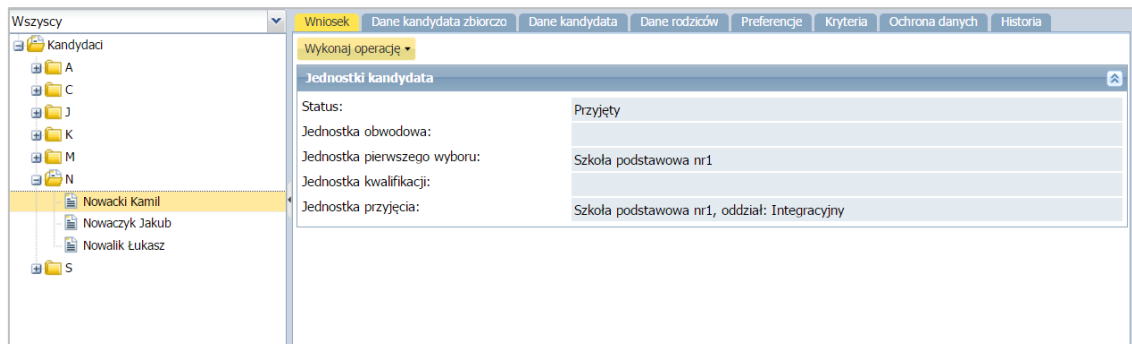 Wszyscy
Kandydaci
A
C
J
K
M
N
Nowacki Kamil
Nowaczyk Jakub
Nowalik Łukasz
S
Wniosek Dane kandydata zbiorczo Dane kandydata Dane rodziców Preferencje Kryteria Ochrona danych Historia
Wykonaj operację
Jednostki kandydata
Status: Przyjęty
Jednostka obwodowa:
Jednostka pierwszego wyboru: Szkoła podstawowa nr1
Jednostka kwalifikacji:
Jednostka przyjęcia: Szkoła podstawowa nr1, oddział: Integracyjny